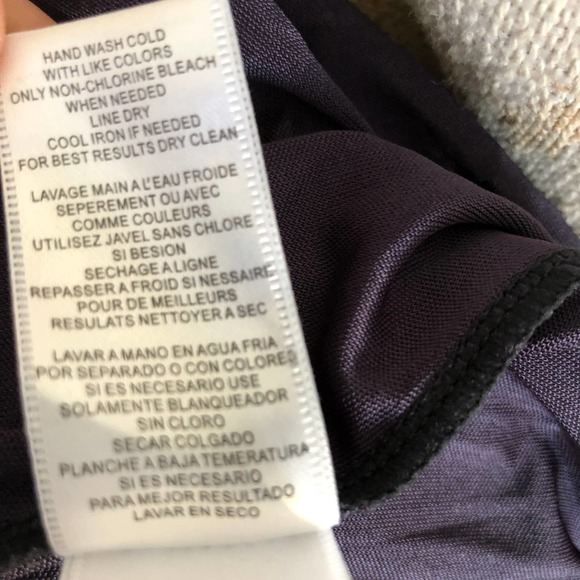 HAND WASH COLD
WITH LIKE COLORS
ONLY NON-CHLORINE BLEACH
WHEN NEEDED
LINE DRY
COOL IRON IF NEEDED
FOR BEST RESULTS DRY CLEAN
LAVAGE MAIN A L'EAU FROIDE
SEPEREMENT OU AVEC
COMME COULEURS
UTILISEZ JAVEL SANS CHLORE
SI BESION
SECHAGE A LIGNE
REPASSER A FROID SI NESSAIRE
POUR DE MEILLEURS
RESULATS NETTOYER A SEC
LAVAR A MANO EN AGUA FRIA
POR SEPARADO O CON COLORES
SI ES NECESARIO USE
SOLAMENTE BLANQUEADOR
SIN CLORO
SECAR COLGADO
PLANCHE A BAJA TEMPERATURA
SI ES NECESARIO
PARA MEJOR RESULTADO
LAVAR EN SECO